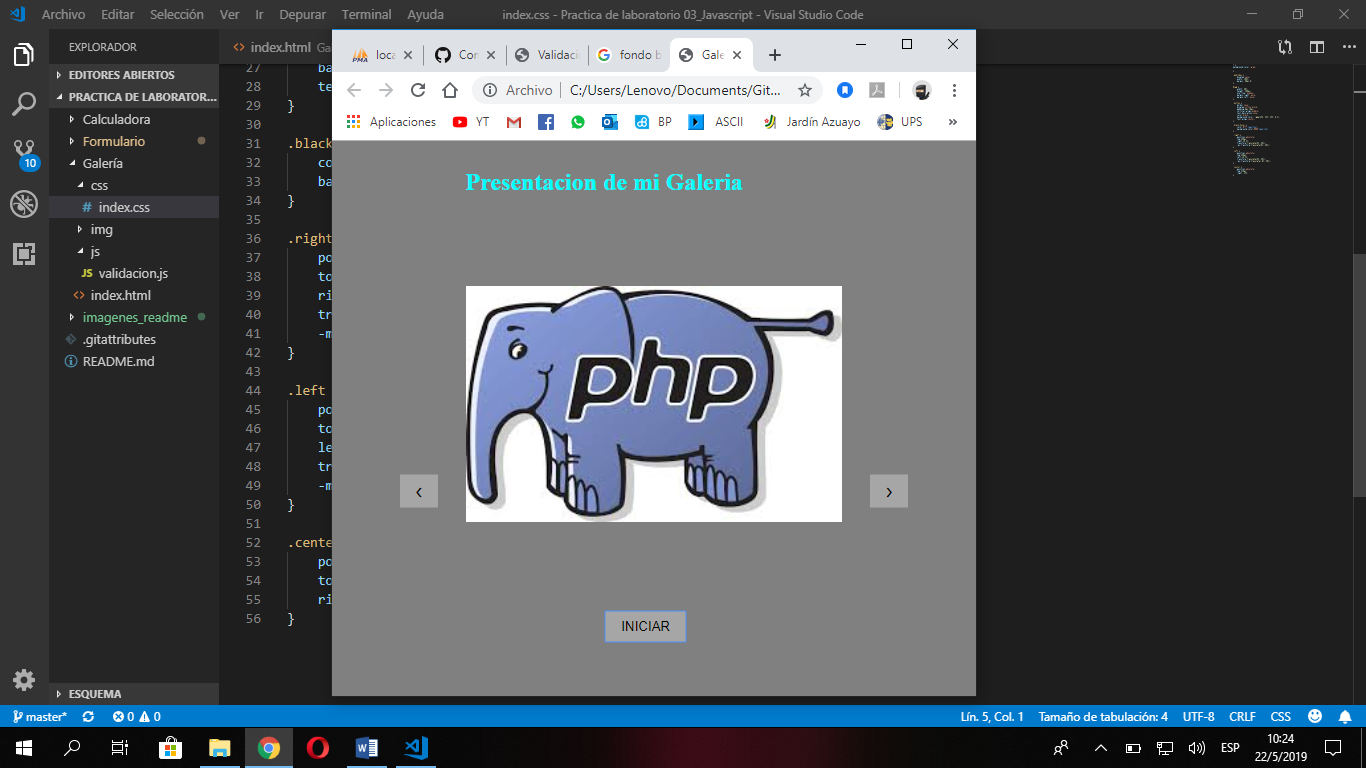 Archivo Editar Selección Ver Ir Depurar Terminal Ayuda
index.css - Practica de laboratorio 03_Javascript - Visual Studio Code
EXPLORADOR
EDITORES ABIERTOS
PRACTICA DE LABORATOR...
Calculadora
Formulario
Galería
css
# index.css
img
js
JS validacion.js
<> index.html
imagenes_readme
.gitattributes
README.md
ESQUEMA
10
<> index.html Ga
27 ba
28 te
29 }
30
31 .black
32 co
33 ba
34 }
35
36 .right
37 po
38 to
39 ri
40 tr
41 -m
42 }
43
44 .left
45 po
46 to
47 le
48 tr
49 -m
50 }
51
52 .cente
53 po
54 to
55 ri
56 }
PMA loca
Cor
Validaci
fondo b
Gale
Archivo | C:/Users/Lenovo/Documents/Git...
Aplicaciones YT BP ASCII Jardín Azuayo UPS »
Presentacion de mi Galeria
php
‹ ›
INICIAR
master* 0 0 Lín. 5, Col. 1 Tamaño de tabulación: 4 UTF-8 CRLF CSS
ESP
10:24
22/5/2019